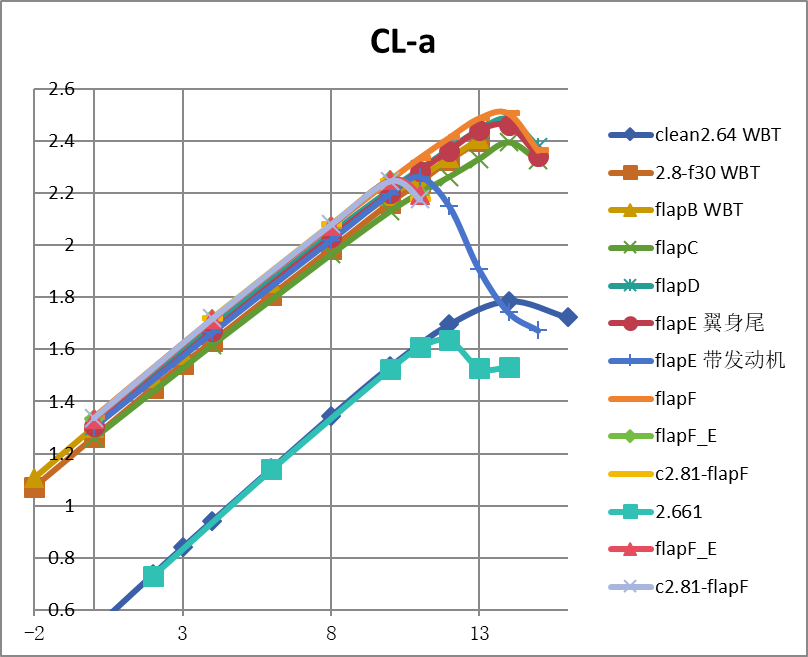 CL-a
2.6
2.4
2.2
2
1.8
1.6
1.4
1.2
1
0.8
0.6
-2
3
8
13
clean2.64 WBT
2.8-f30 WBT
flapB WBT
flapC
flapD
flapE 翼身尾
flapE 带发动机
flapF
flapF_E
c2.81-flapF
2.661
flapF_E
c2.81-flapF